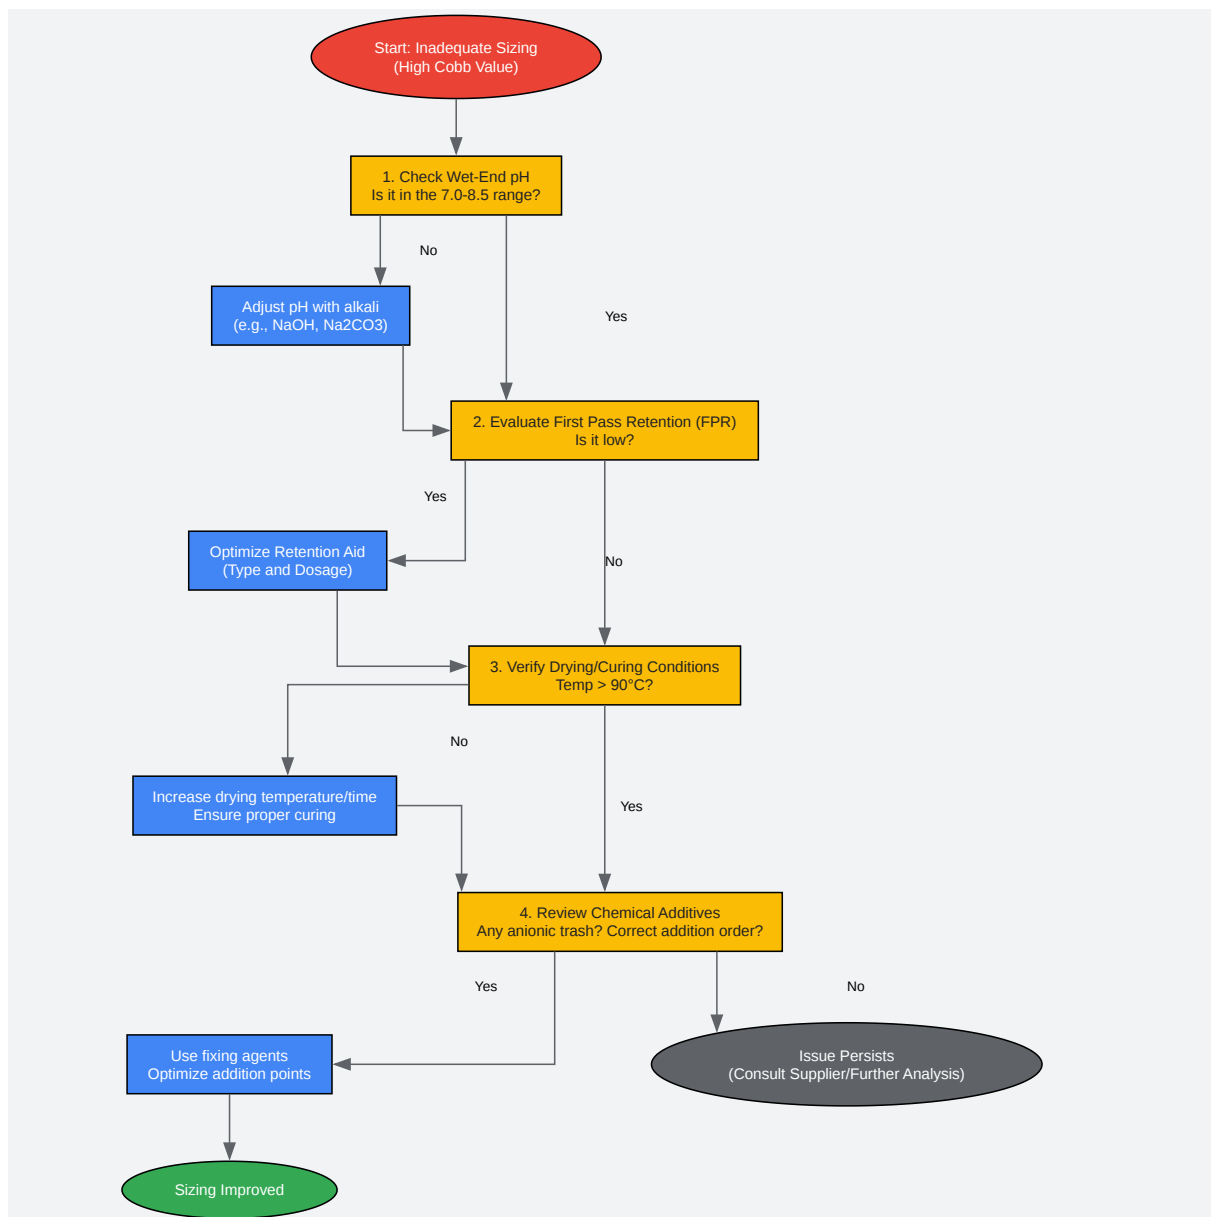 Start: Inadequate Sizing
(High Cobb Value)
1. Check Wet-End pH
Is it in the 7.0-8.5 range?
No
Adjust pH with alkali
(e.g., NaOH, Na2CO3)
Yes
2. Evaluate First Pass Retention (FPR)
Is it low?
Yes
Optimize Retention Aid
(Type and Dosage)
No
3. Verify Drying/Curing Conditions
Temp > 90°C?
No
Increase drying temperature/time
Ensure proper curing
Yes
4. Review Chemical Additives
Any anionic trash? Correct addition order?
Yes
No
Use fixing agents
Optimize addition points
Issue Persists
(Consult Supplier/Further Analysis)
Sizing Improved